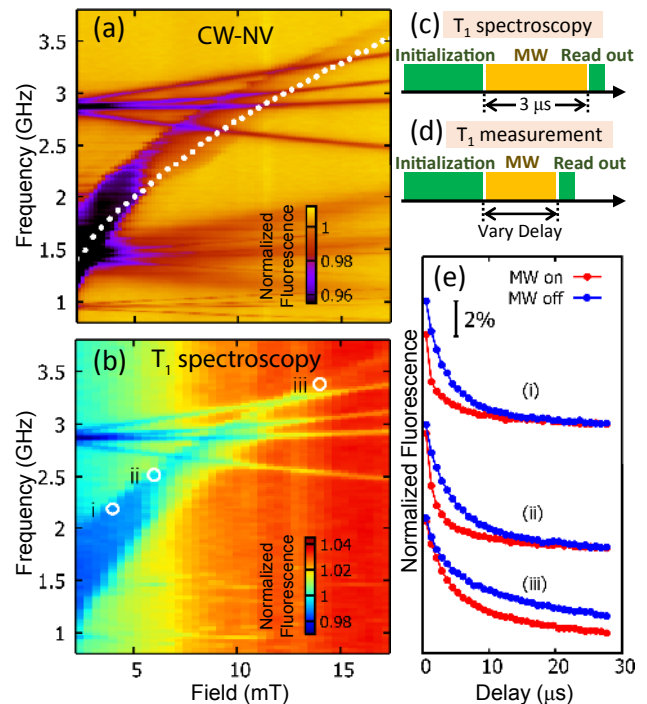 (a)
CW-NV
Frequency (GHz)
3.5
3
2.5
2
1.5
1
Normalized
Fluorescence
1
0.98
0.96
(b)
T₁ spectroscopy
Frequency (GHz)
3.5
3
2.5
2
1.5
1
i
ii
iii
Normalized
Fluorescence
1.04
1.02
1
0.98
5
10
15
Field (mT)
(c)
T₁ spectroscopy
Initialization
MW
Read out
3 μs
(d)
T₁ measurement
Initialization
MW
Read out
Vary Delay
(e)
MW on
MW off
2%
(i)
(ii)
(iii)
Normalized Fluorescence
0
10
20
30
Delay (μs)